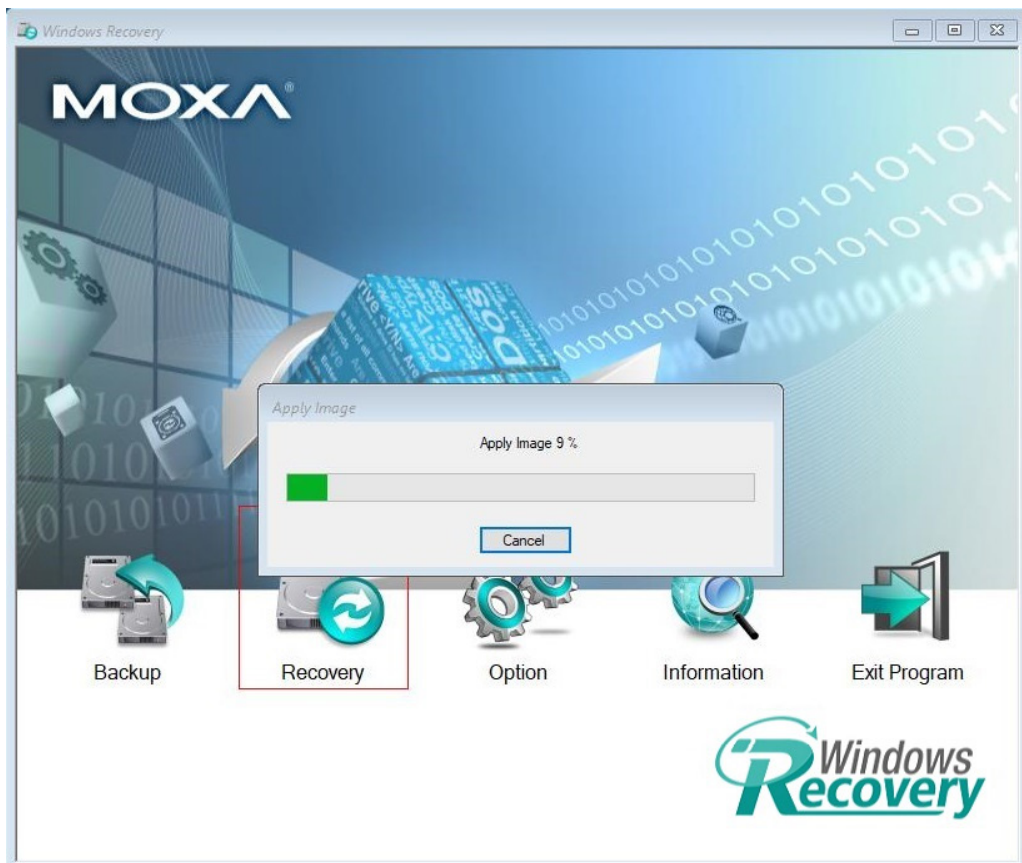 Windows Recovery
MOXA®
Apply Image
Apply Image 9 %
Cancel
Backup
Recovery
Option
Information
Exit Program
Windows
Recovery